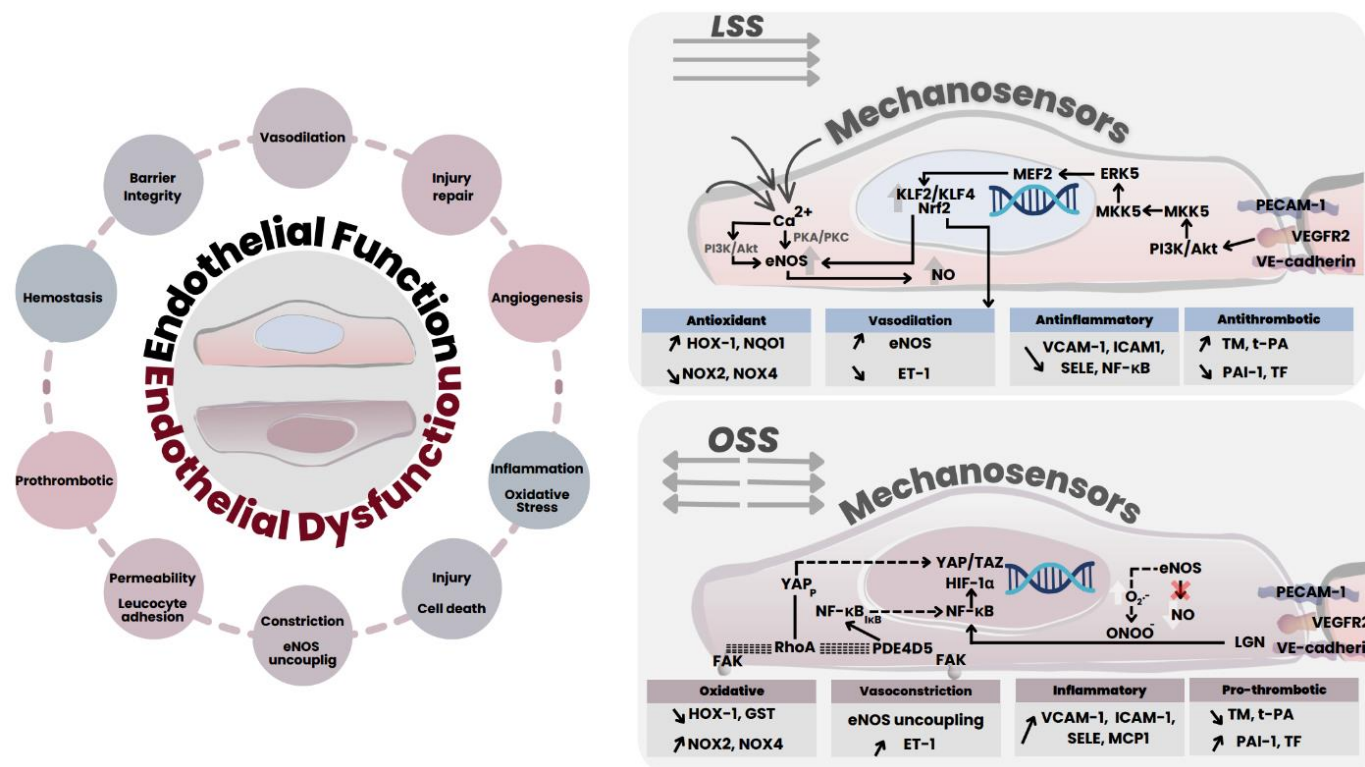 Vasodilation
Injury
repair
Angiogenesis
Inflammation
Oxidative
Stress
Injury
Cell death
Constriction
eNOS
uncouplig
Permeability
Leucocyte
adhesion
Prothrombotic
Hemostasis
Barrier
Integrity
Endothelial Function
Endothelial Dysfunction
LSS
Mechanosensors
Ca2+
PI3K/Akt
PKA/PKC
eNOS
NO
KLF2/KLF4
Nrf2
MEF2
ERK5
MKK5
MKK5
PI3K/Akt
PECAM-1
VEGFR2
VE-cadherin
Antioxidant
HOX-1, NQO1
NOX2, NOX4
Vasodilation
eNOS
ET-1
Antinflammatory
VCAM-1, ICAM1,
SELE, NF-κB
Antithrombotic
TM, t-PA
PAI-1, TF
OSS
Mechanosensors
YAP/TAZ
HIF-1α
NF-κB
YAPP
NF-κB IκB
RhoA
PDE4D5
FAK
FAK
eNOS
O2.-
NO
ONOO-
LGN
PECAM-1
VEGFR2
VE-cadherin
Oxidative
HOX-1, GST
NOX2, NOX4
Vasoconstriction
eNOS uncoupling
ET-1
Inflammatory
VCAM-1, ICAM-1,
SELE, MCP1
Pro-thrombotic
TM, t-PA
PAI-1, TF